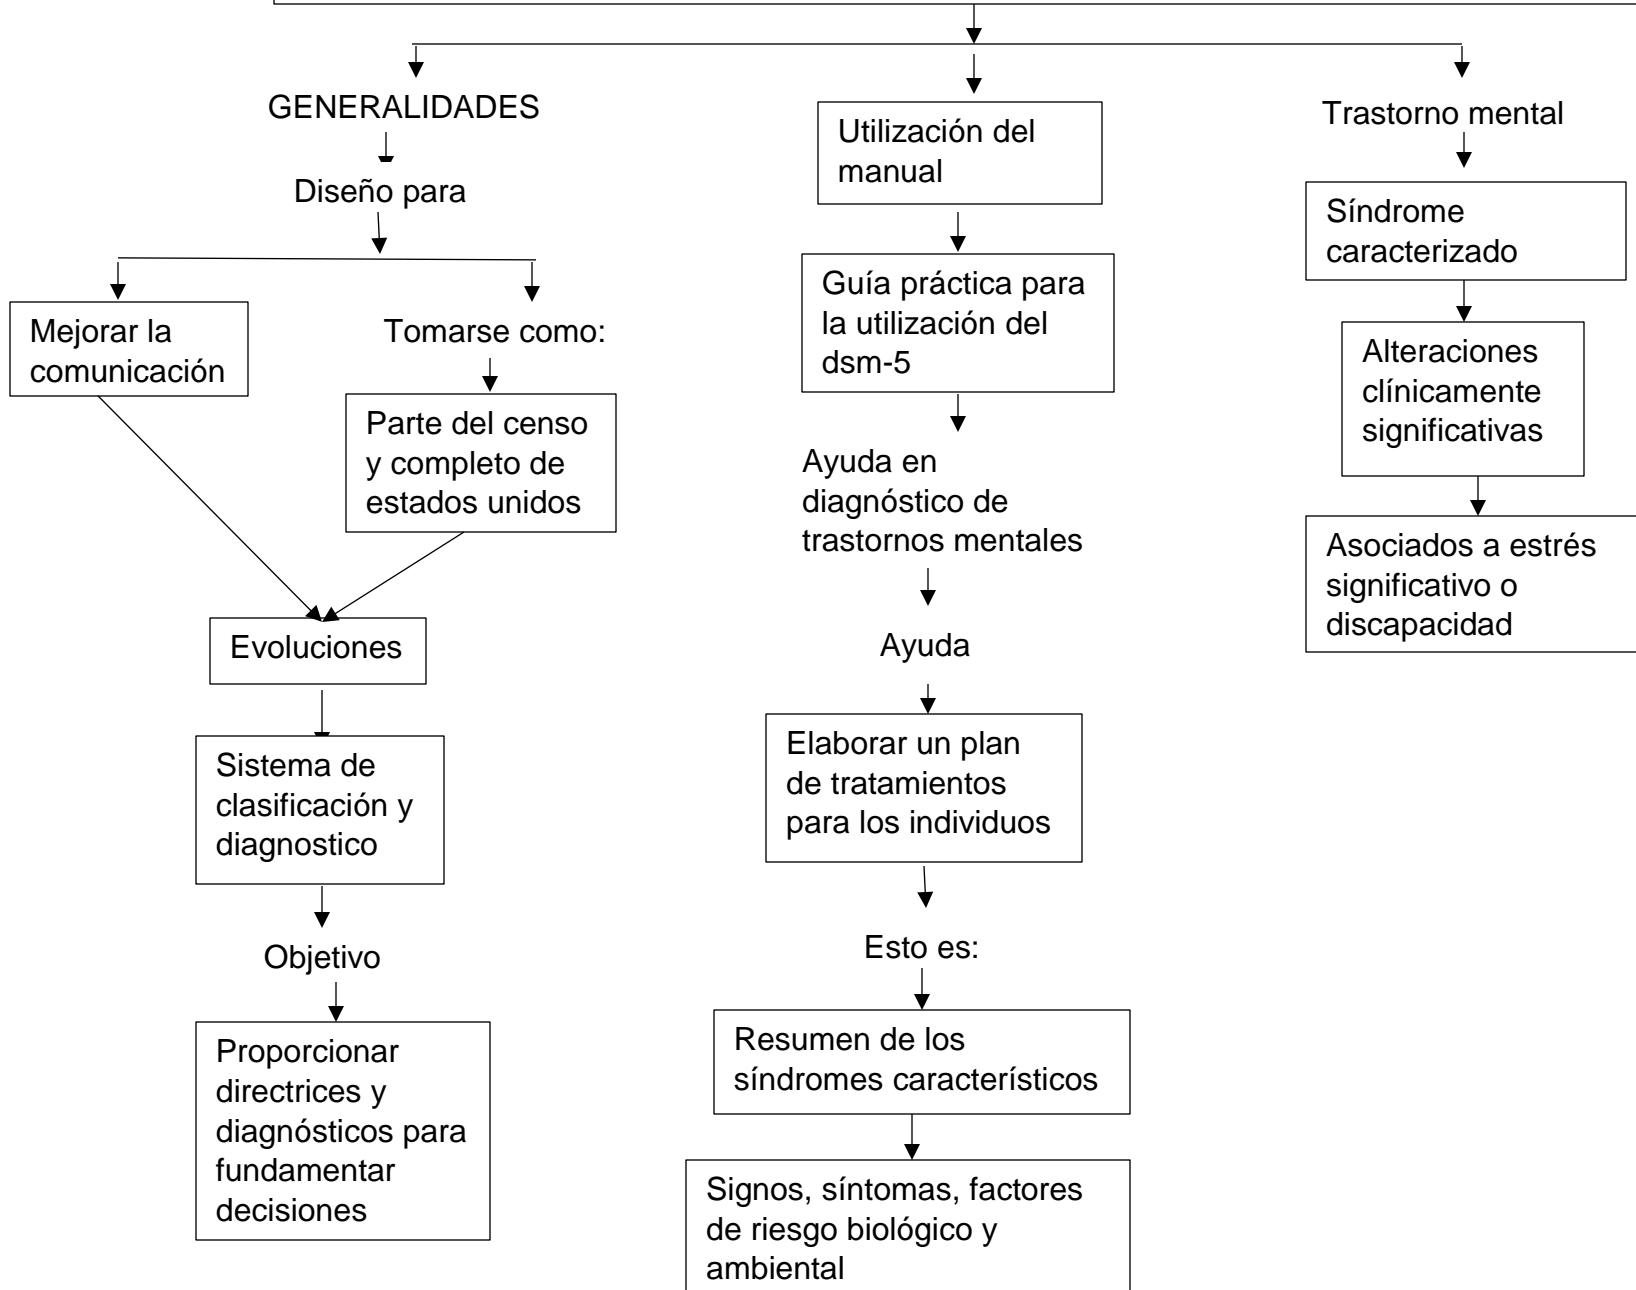 GENERALIDADES
Diseño para
Mejorar la
comunicación
Tomarse como:
Parte del censo
y completo de
estados unidos
Evoluciones
Sistema de
clasificación y
diagnostico
Objetivo
Proporcionar
directrices y
diagnósticos para
fundamentar
decisiones
Utilización del
manual
Guía práctica para
la utilización del
dsm-5
Ayuda en
diagnóstico de
trastornos mentales
Ayuda
Elaborar un plan
de tratamientos
para los individuos
Esto es:
Resumen de los
síndromes característicos
Signos, síntomas, factores
de riesgo biológico y
ambiental
Trastorno mental
Síndrome
caracterizado
Alteraciones
clínicamente
significativas
Asociados a estrés
significativo o
discapacidad